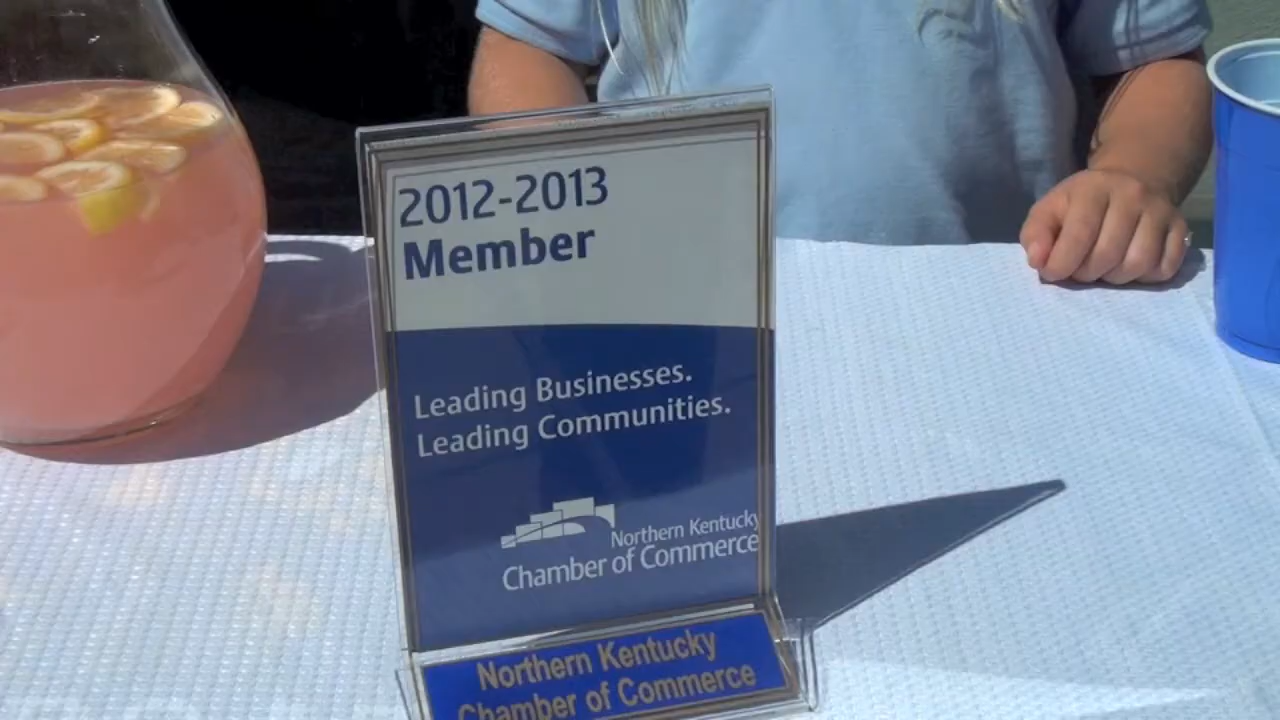 2012-2013
Member
Leading Businesses.
Leading Communities.
Northern Kentucky
Chamber of Commerce
Northern Kentucky
Chamber of Commerce